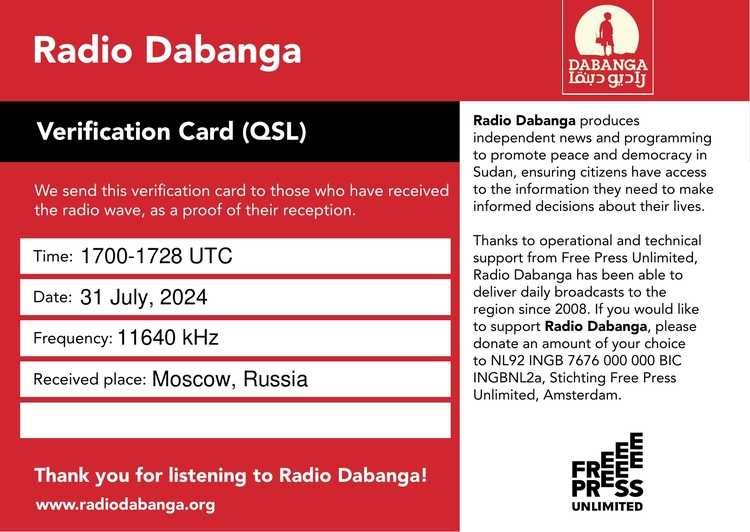 Radio Dabanga
DABANGA
راديو دبنقا
Verification Card (QSL)
We send this verification card to those who have received
the radio wave, as a proof of their reception.
Time: 1700-1728 UTC
Date: 31 July, 2024
Frequency: 11640 kHz
Received place: Moscow, Russia
Thank you for listening to Radio Dabanga!
www.radiodabanga.org
Radio Dabanga produces
independent news and programming
to promote peace and democracy in
Sudan, ensuring citizens have access
to the information they need to make
informed decisions about their lives.
Thanks to operational and technical
support from Free Press Unlimited,
Radio Dabanga has been able to
deliver daily broadcasts to the
region since 2008. If you would like
to support Radio Dabanga, please
donate an amount of your choice
to NL92 INGB 7676 000 000 BIC
INGBNL2a, Stichting Free Press
Unlimited, Amsterdam.
FREEEE
PREEESS
UNLIMITED